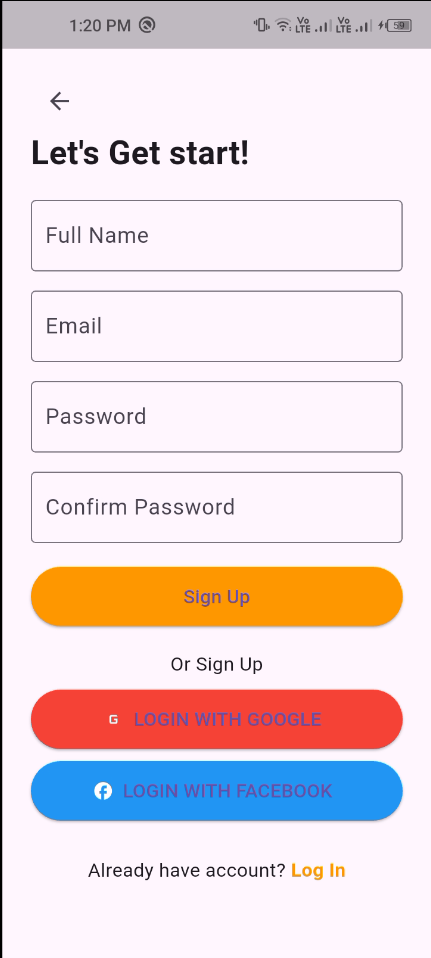 1:20 PM Vo LTE Vo LTE 59
Let's Get start!
Full Name
Email
Password
Confirm Password
Sign Up
Or Sign Up
G LOGIN WITH GOOGLE
LOGIN WITH FACEBOOK
Already have account? Log In